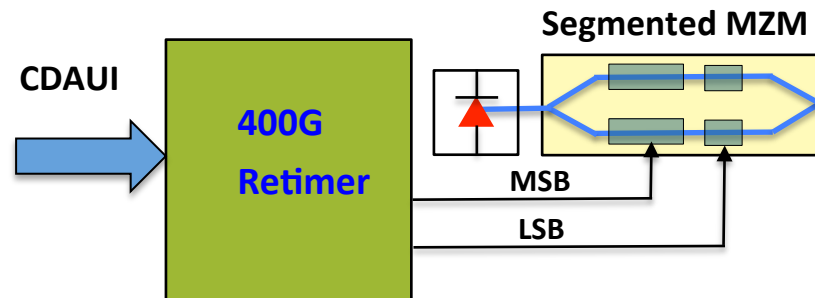 Segmented MZM
CDAUI
400G
Retimer
MSB
LSB